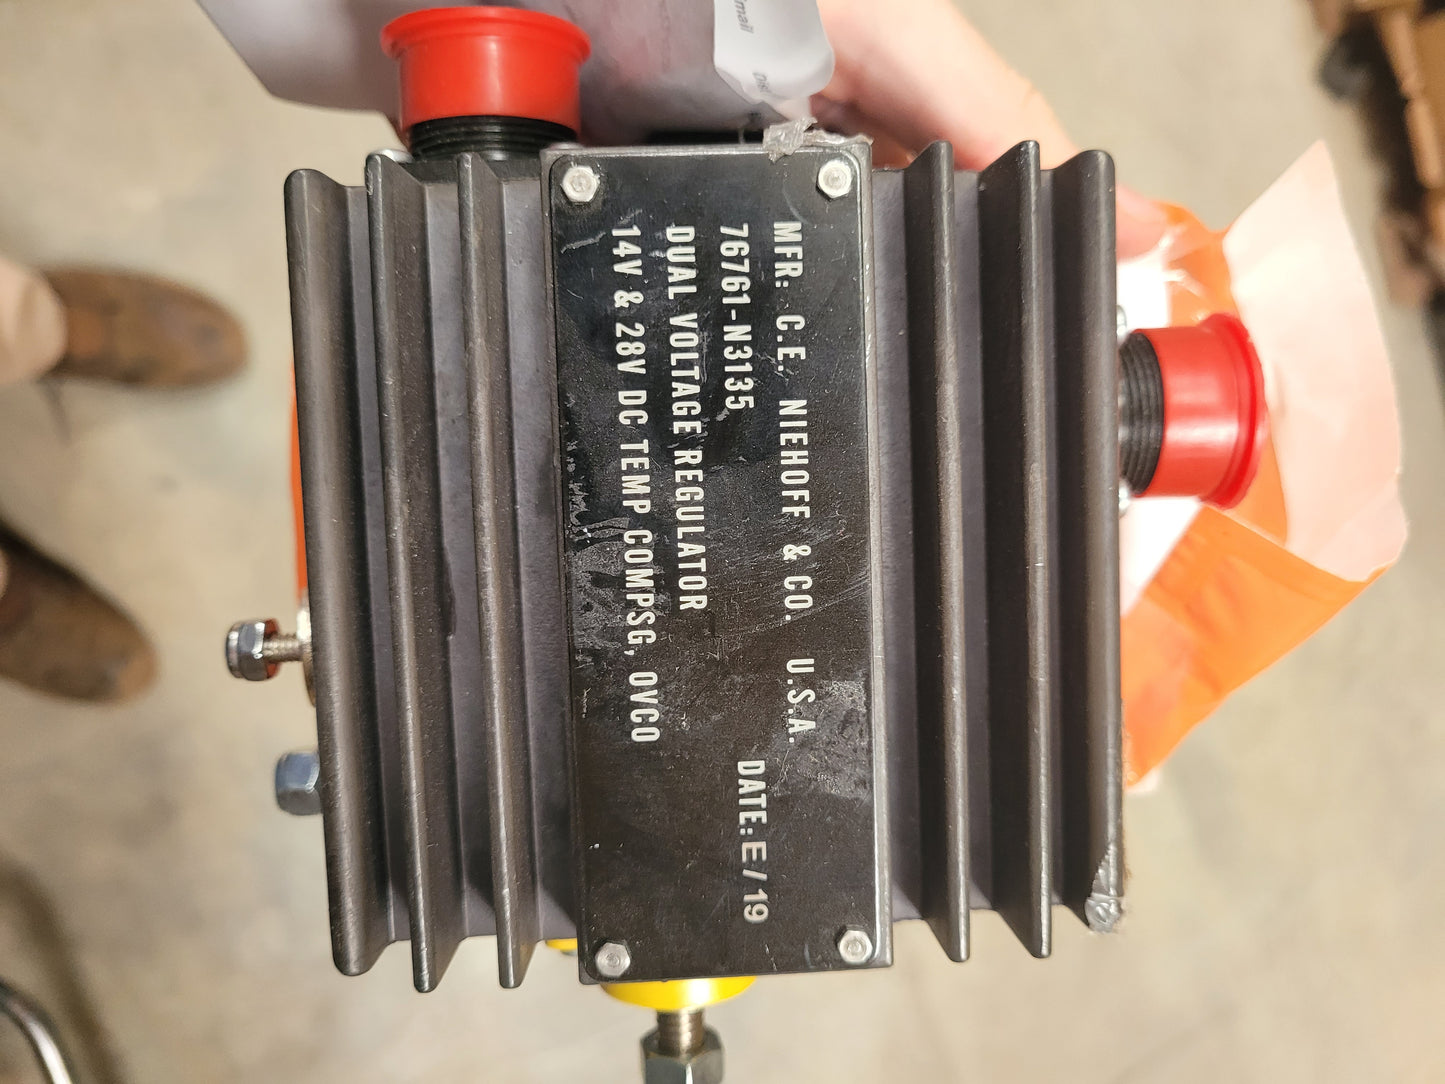 MFR: C.E. NIEHOFF & CO. U.S.A.
76761-N3135 DATE: E/19
DUAL VOLTAGE REGULATOR
14V & 28V DC TEMP COMPSG, OVCO